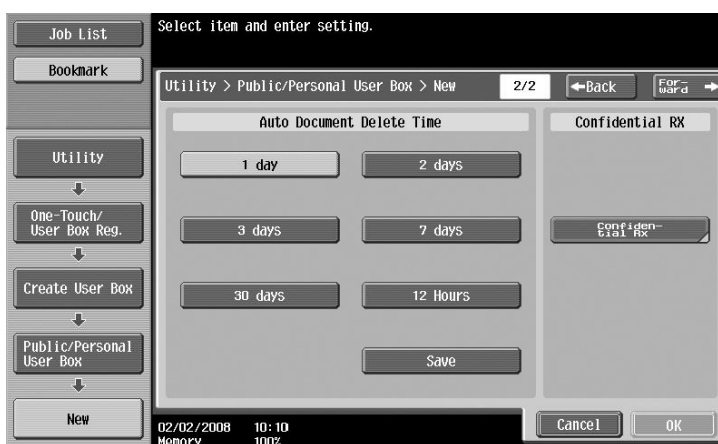 Job List
Select item and enter setting.
Bookmark
Utility > Public/Personal User Box > New
2/2
←Back
For-
ward →
Auto Document Delete Time
Confidential RX
1 day
2 days
3 days
7 days
30 days
12 Hours
Save
Confiden-
tial Rx
Utility
One-Touch/
User Box Reg.
Create User Box
Public/Personal
User Box
New
02/02/2008 10:10
Memory 100%
Cancel
OK